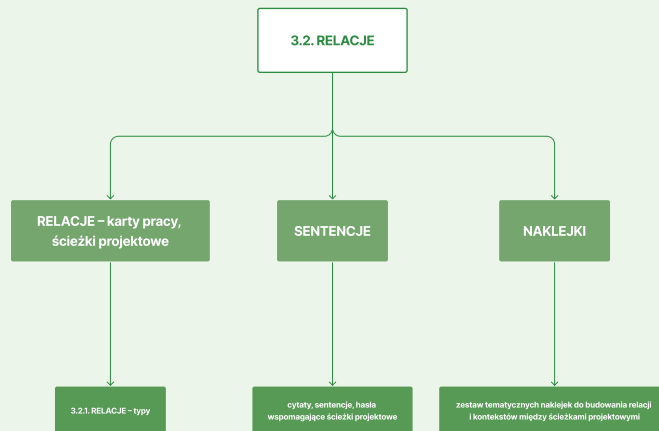 3.2. RELACJE
RELACJE – karty pracy,
ścieżki projektowe
SENTENCJE
NAKLEJKI
3.2.1. RELACJE – typy
cytaty, sentencje, hasła
wspomagające ścieżki projektowe
zestaw tematycznych naklejek do budowania relacji
i kontekstów między ścieżkami projektowymi